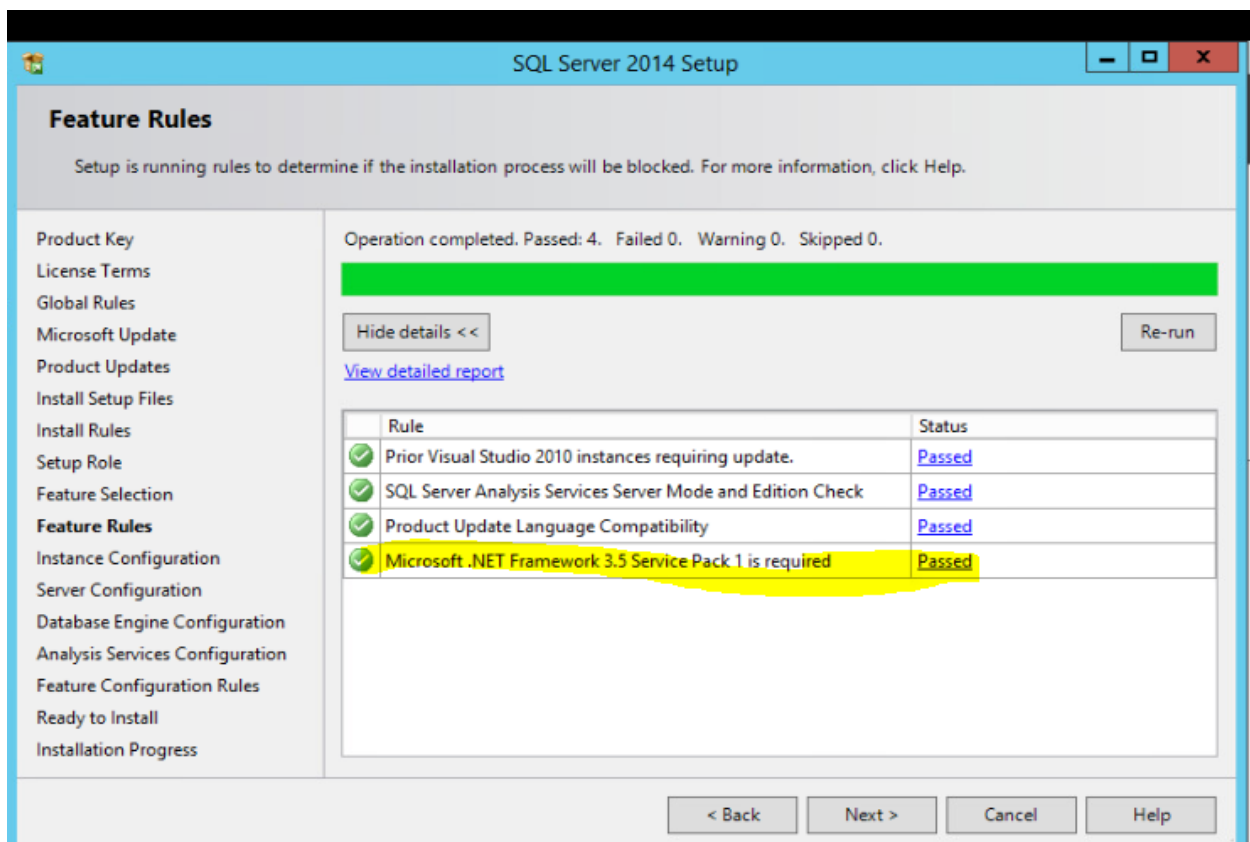 SQL Server 2014 Setup
Feature Rules
Setup is running rules to determine if the installation process will be blocked. For more information, click Help.
Product Key
License Terms
Global Rules
Microsoft Update
Product Updates
Install Setup Files
Install Rules
Setup Role
Feature Selection
Feature Rules
Instance Configuration
Server Configuration
Database Engine Configuration
Analysis Services Configuration
Feature Configuration Rules
Ready to Install
Installation Progress
Operation completed. Passed: 4. Failed 0. Warning 0. Skipped 0.
Hide details <<
Re-run
View detailed report
Rule Status
Prior Visual Studio 2010 instances requiring update. Passed
SQL Server Analysis Services Server Mode and Edition Check Passed
Product Update Language Compatibility Passed
Microsoft .NET Framework 3.5 Service Pack 1 is required Passed
< Back Next > Cancel Help